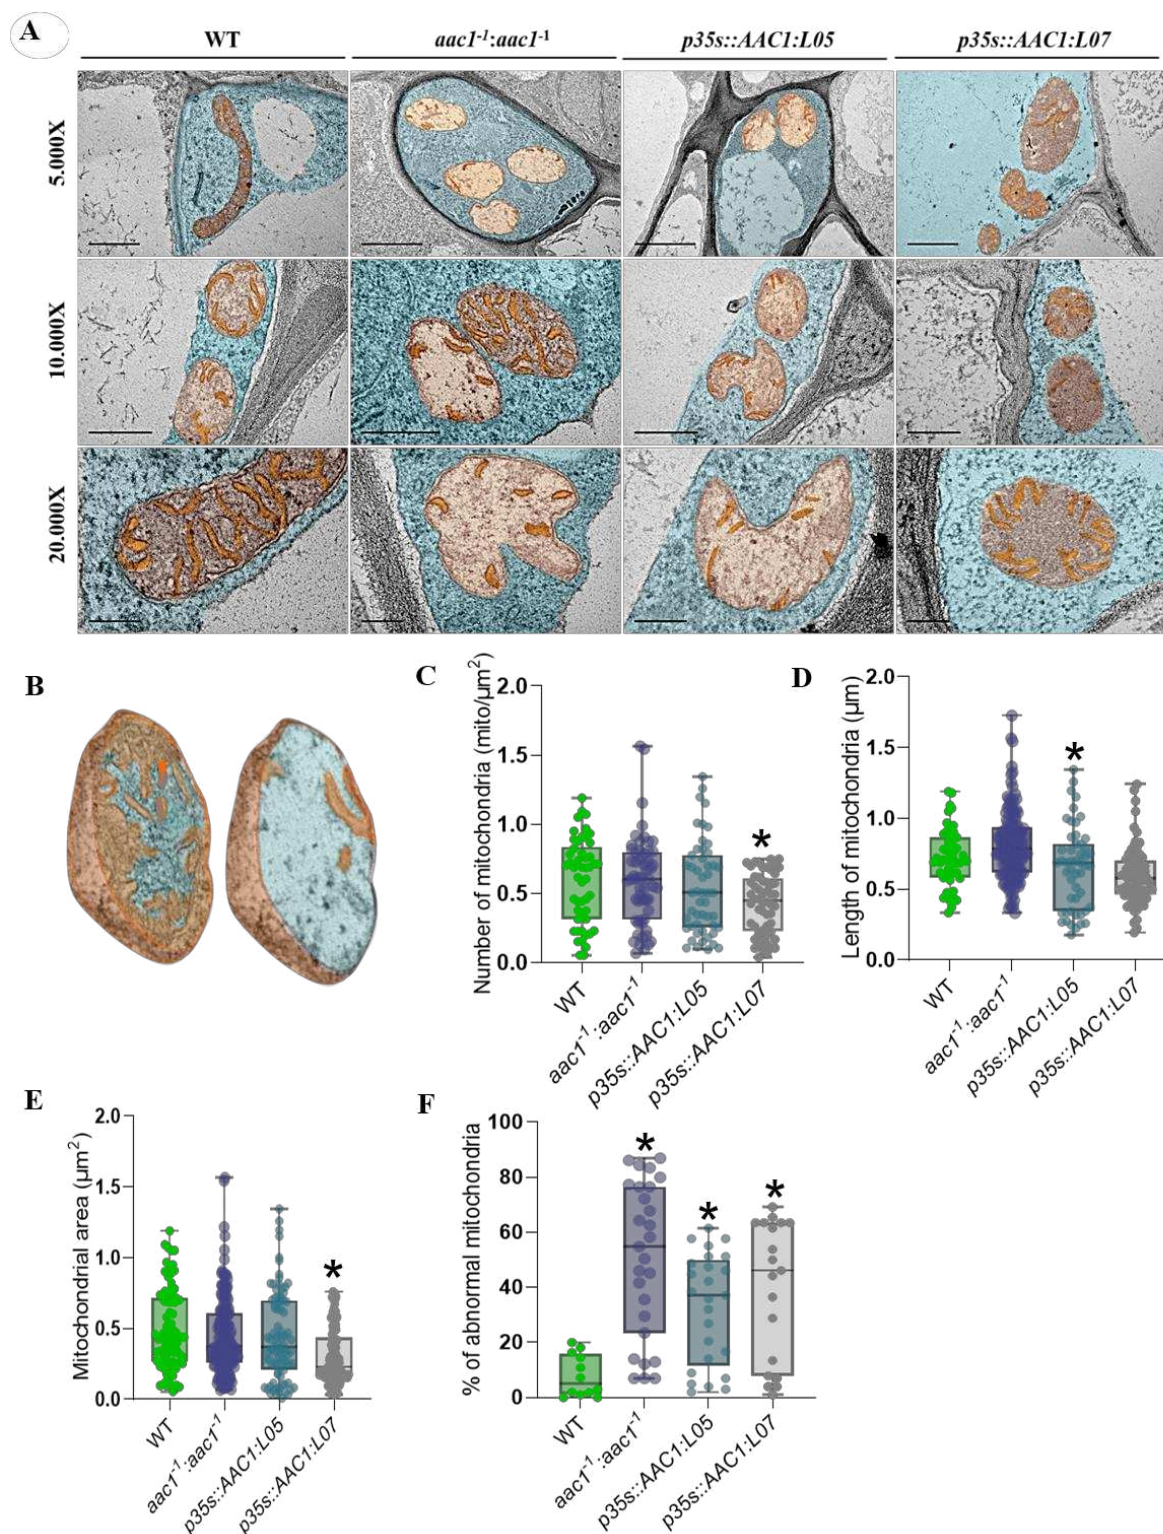 A
WT
aac1⁻¹:aac1⁻¹
p35s::AAC1:L05
p35s::AAC1:L07
5.000X
10.000X
20.000X
B
C
Number of mitochondria (mito/µm²)
2.0
1.5
1.0
0.5
0.0
*
WT
aac1⁻¹:aac1⁻¹
p35s::AAC1:L05
p35s::AAC1:L07
D
Length of mitochondria (µm)
2.0
1.5
1.0
0.5
0.0
*
WT
aac1⁻¹:aac1⁻¹
p35s::AAC1:L05
p35s::AAC1:L07
E
Mitochondrial area (µm²)
2.0
1.5
1.0
0.5
0.0
*
WT
aac1⁻¹:aac1⁻¹
p35s::AAC1:L05
p35s::AAC1:L07
F
% of abnormal mitochondria
100
80
60
40
20
0
*
*
*
WT
aac1⁻¹:aac1⁻¹
p35s::AAC1:L05
p35s::AAC1:L07